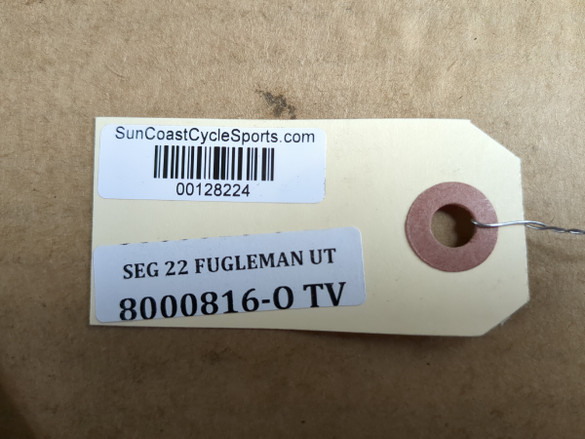 SunCoastCycleSports.com
00128224
SEG 22 FUGLEMAN UT
8000816-O TV